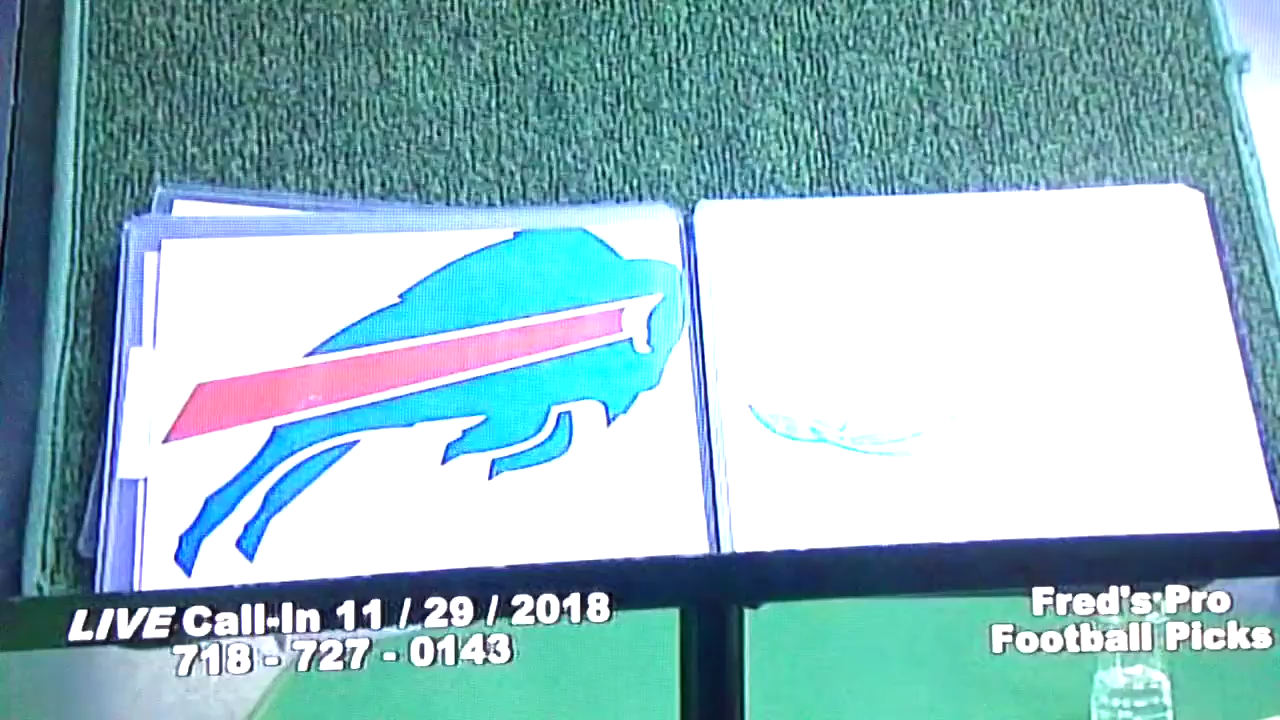 LIVE Call-In 11 / 29 / 2018
718 - 727 - 0143
Fred's Pro
Football Picks